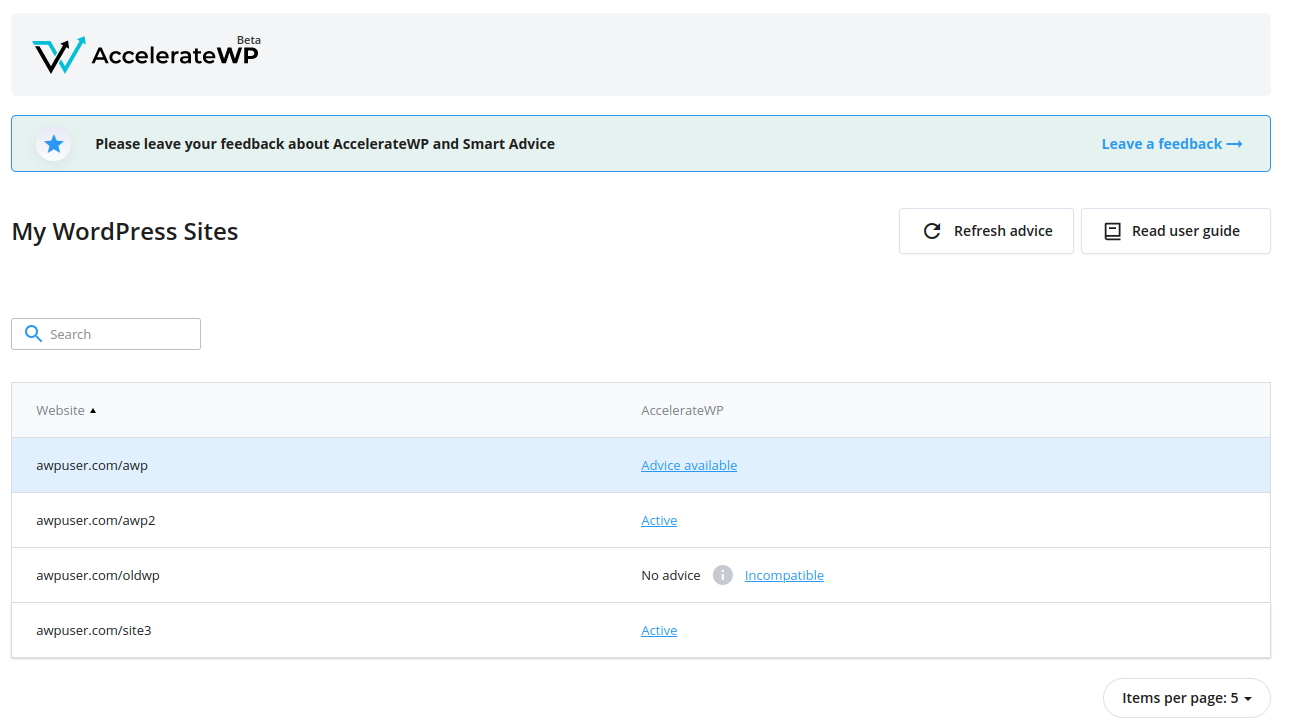 AccelerateWP Beta
Please leave your feedback about AccelerateWP and Smart Advice Leave a feedback →
My WordPress Sites Refresh advice Read user guide
Search
Website ▲ AccelerateWP
awpuser.com/awp Advice available
awpuser.com/awp2 Active
awpuser.com/oldwp No advice i Incompatible
awpuser.com/site3 Active
Items per page: 5